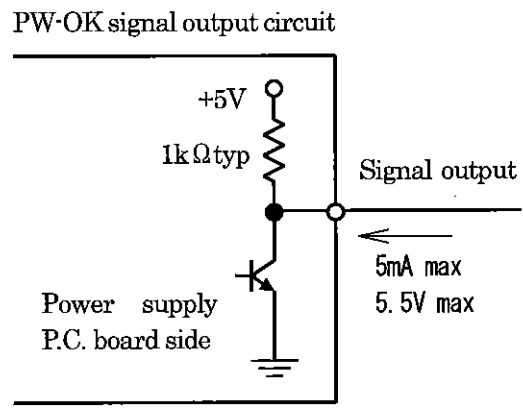 PW-OK signal output circuit
+5V
1kΩtyp
Signal output
5mA max
5.5V max
Power supply
P.C. board side